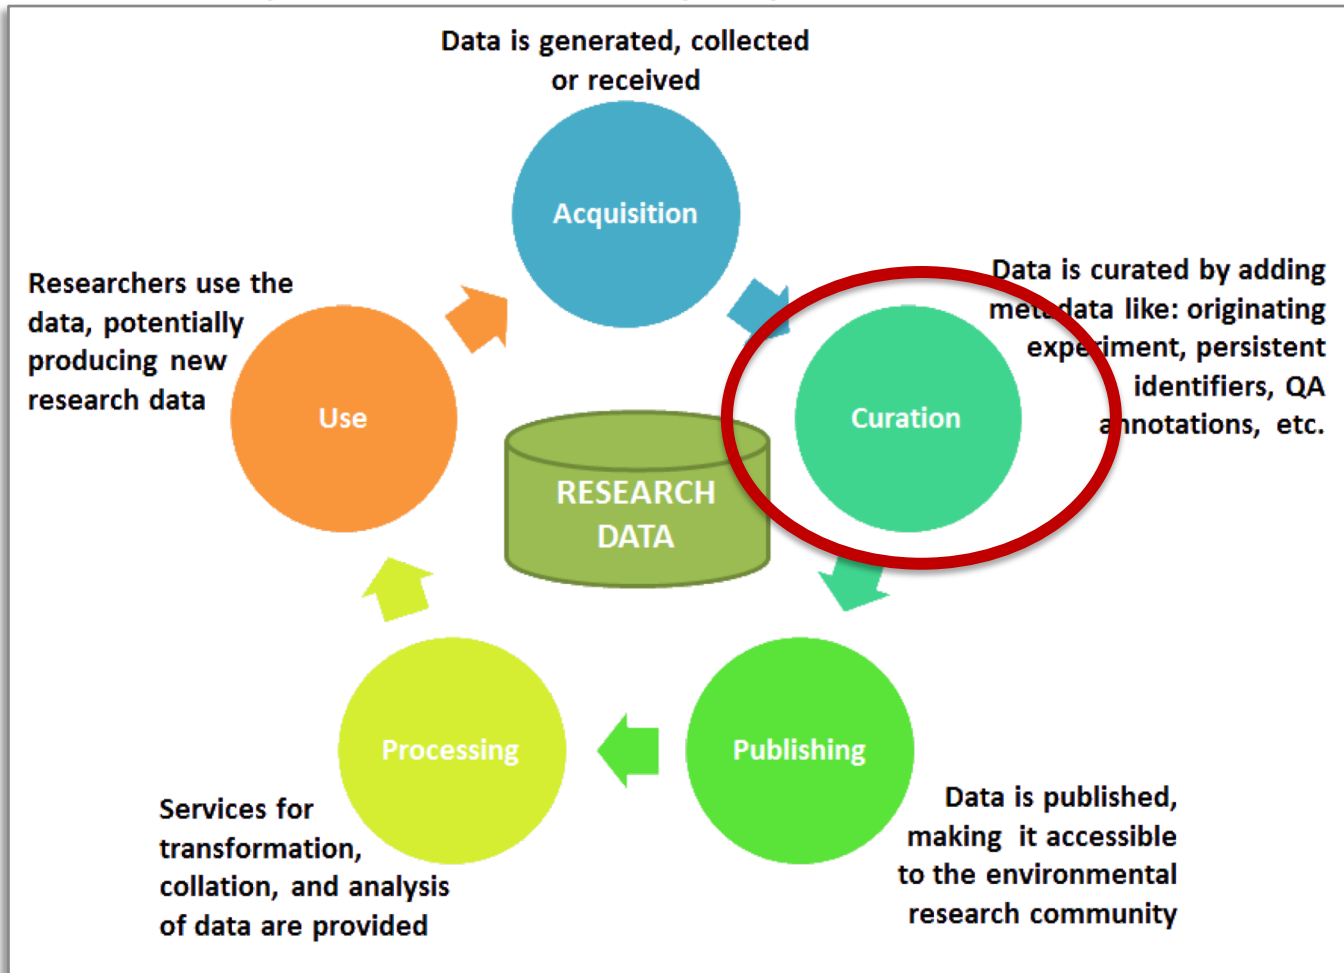 Data is generated, collected
or received
Acquisition
Data is curated by adding
metadata like: originating
experiment, persistent
identifiers, QA
annotations, etc.
Curation
Researchers use the
data, potentially
producing new
research data
Use
RESEARCH
DATA
Processing
Services for
transformation,
collation, and analysis
of data are provided
Publishing
Data is published,
making it accessible
to the environmental
research community